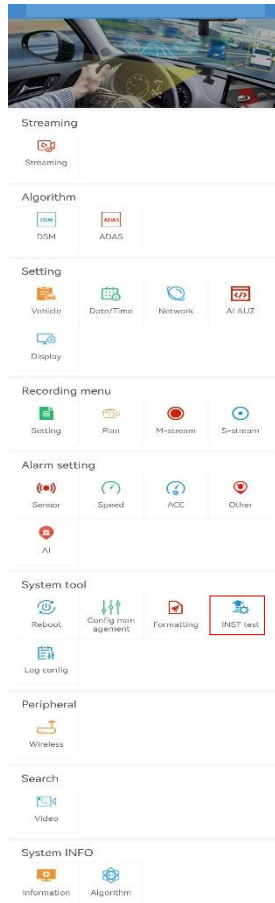 Streaming
Streaming
Algorithm
DSM
ADAS
DSM
ADAS
Setting
Vehicle
Date/Time
Network
AI AUZ
Display
Recording menu
Setting
Plan
M-stream
S-stream
Alarm setting
Sensor
Speed
ACC
Other
AI
System tool
Reboot
Config man
agement
Formatting
INST test
Log config
Peripheral
Wireless
Search
Video
System INFO
Information
Algorithm